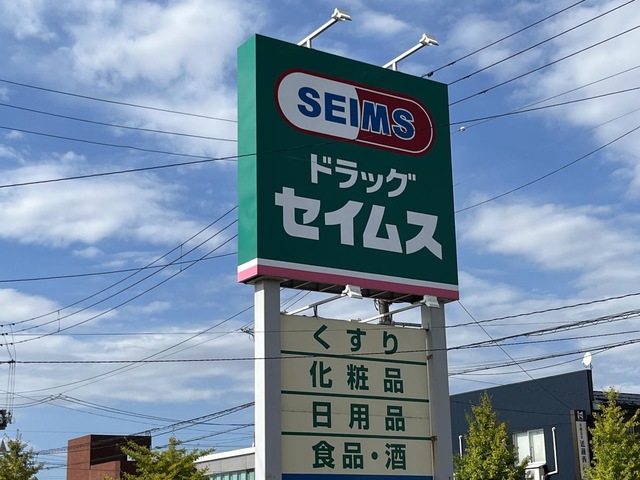 SEIMS
ドラッグ
セイムス
くすり
化粧品
日用品
食品・酒